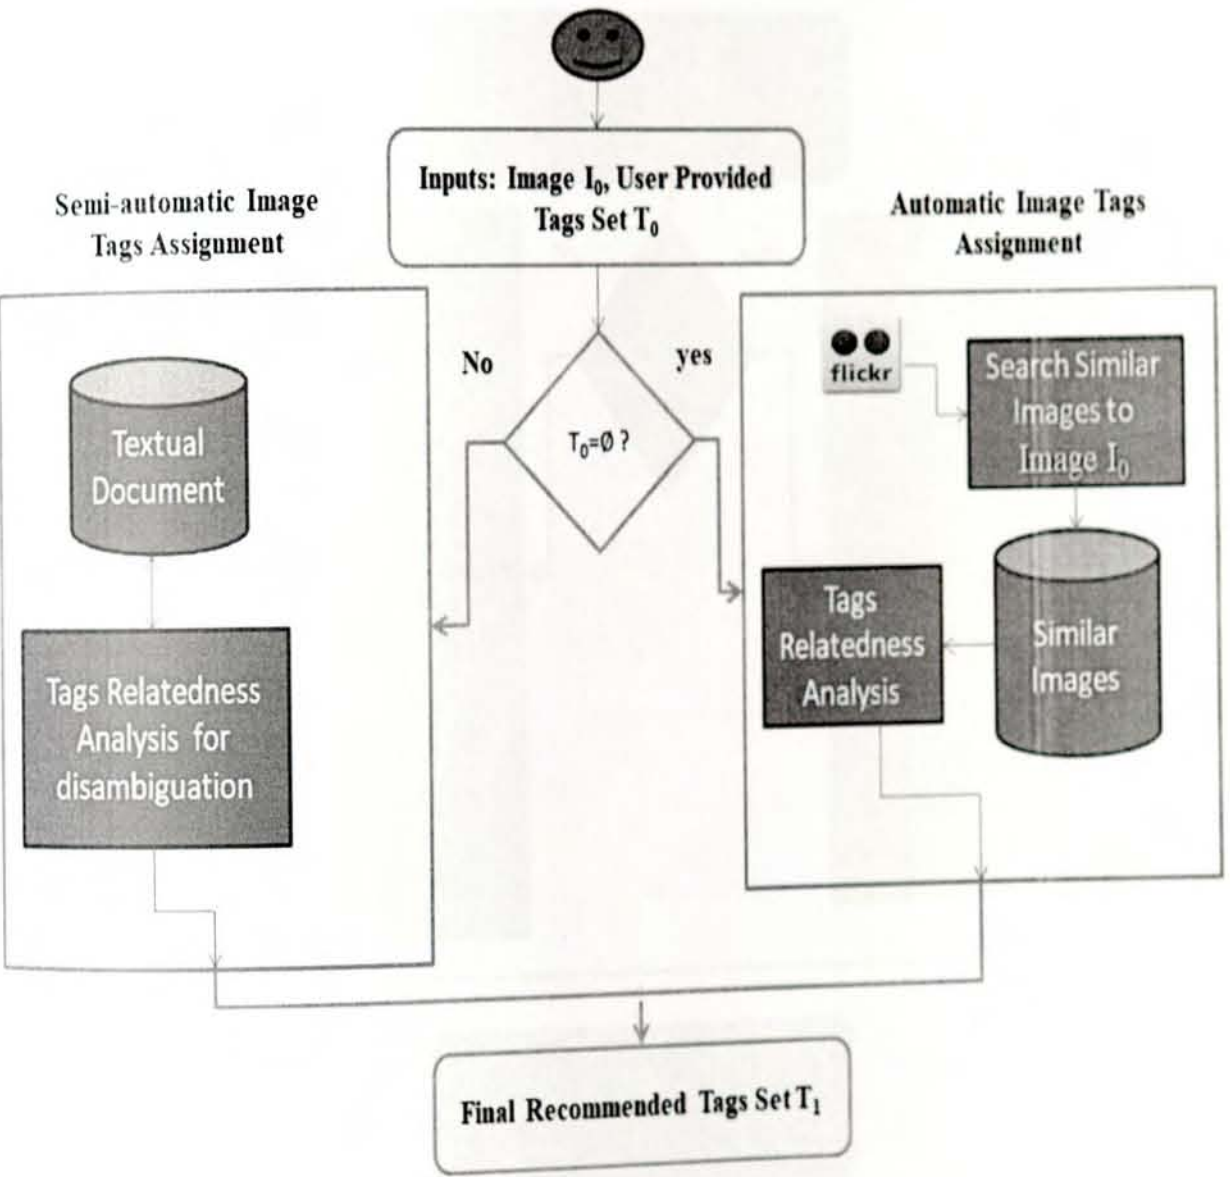 Inputs: Image I₀, User Provided
Tags Set T₀
Semi-automatic Image
Tags Assignment
Automatic Image Tags
Assignment
No
yes
T₀=Ø ?
Textual
Document
Tags Relatedness
Analysis for
disambiguation
flickr
Search Similar
Images to
Image I₀
Similar
Images
Tags
Relatedness
Analysis
Final Recommended Tags Set T₁